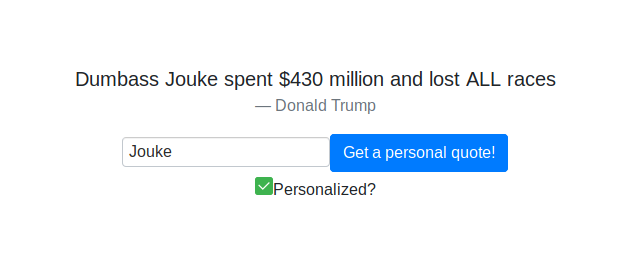 Dumbass Jouke spent $430 million and lost ALL races
— Donald Trump
Jouke Get a personal quote!
Personalized?